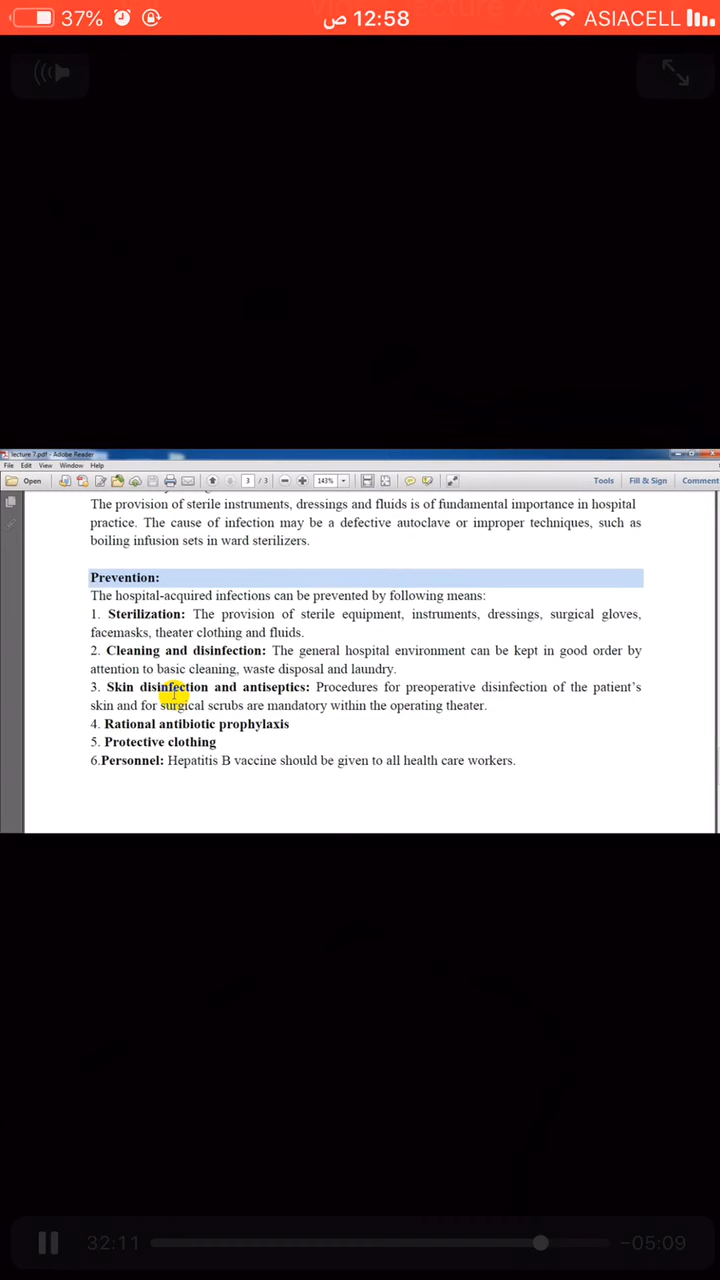 37% 12:58 ص ASIACELL
lecture 7.pdf - Adobe Reader
File Edit View Window Help
Open 3 / 3 143% Tools Fill & Sign Comment
The provision of sterile instruments, dressings and fluids is of fundamental importance in hospital
practice. The cause of infection may be a defective autoclave or improper techniques, such as
boiling infusion sets in ward sterilizers.
Prevention:
The hospital-acquired infections can be prevented by following means:
1. Sterilization: The provision of sterile equipment, instruments, dressings, surgical gloves,
facemasks, theater clothing and fluids.
2. Cleaning and disinfection: The general hospital environment can be kept in good order by
attention to basic cleaning, waste disposal and laundry.
3. Skin disinfection and antiseptics: Procedures for preoperative disinfection of the patient's
skin and for surgical scrubs are mandatory within the operating theater.
4. Rational antibiotic prophylaxis
5. Protective clothing
6.Personnel: Hepatitis B vaccine should be given to all health care workers.
32:11 −05:09